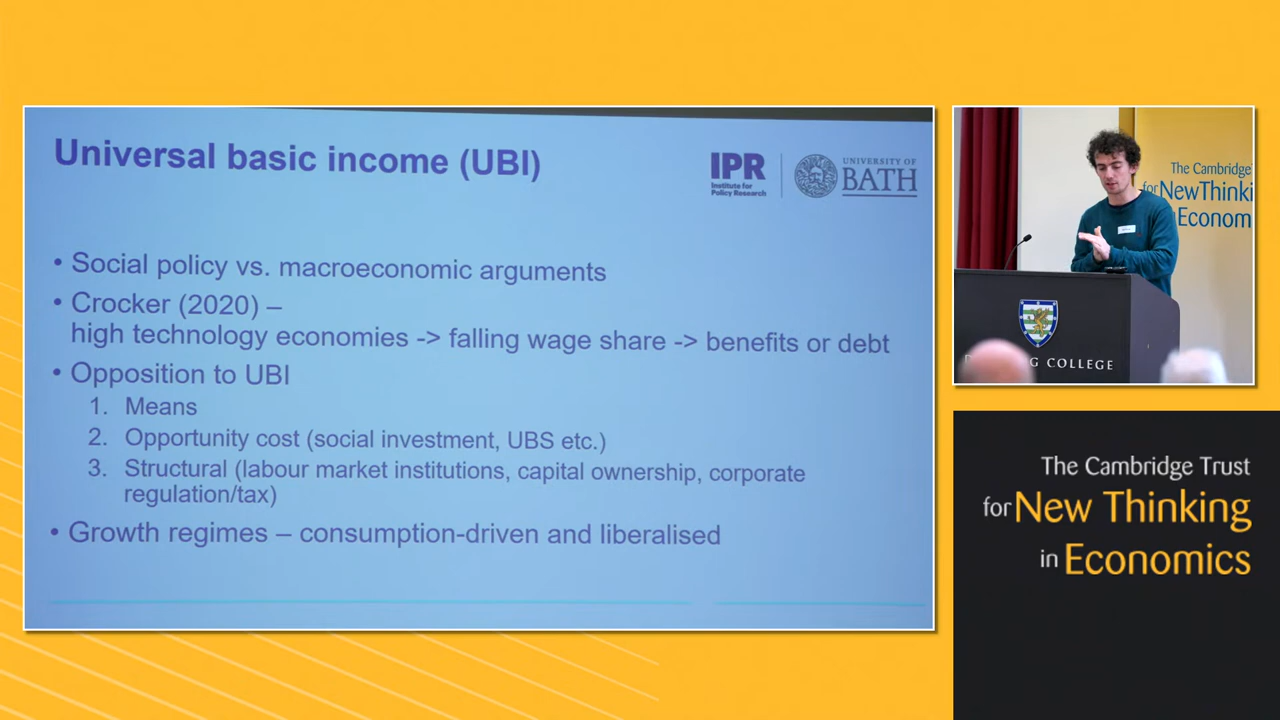 Universal basic income (UBI)
IPR
Institute for
Policy Research
UNIVERSITY OF
BATH
• Social policy vs. macroeconomic arguments
• Crocker (2020) –
high technology economies -> falling wage share -> benefits or debt
• Opposition to UBI
1. Means
2. Opportunity cost (social investment, UBS etc.)
3. Structural (labour market institutions, capital ownership, corporate
regulation/tax)
• Growth regimes – consumption-driven and liberalised
The Cambridge
for New Thinki
Econom
COLLEGE
The Cambridge Trust
for New Thinking
in Economics